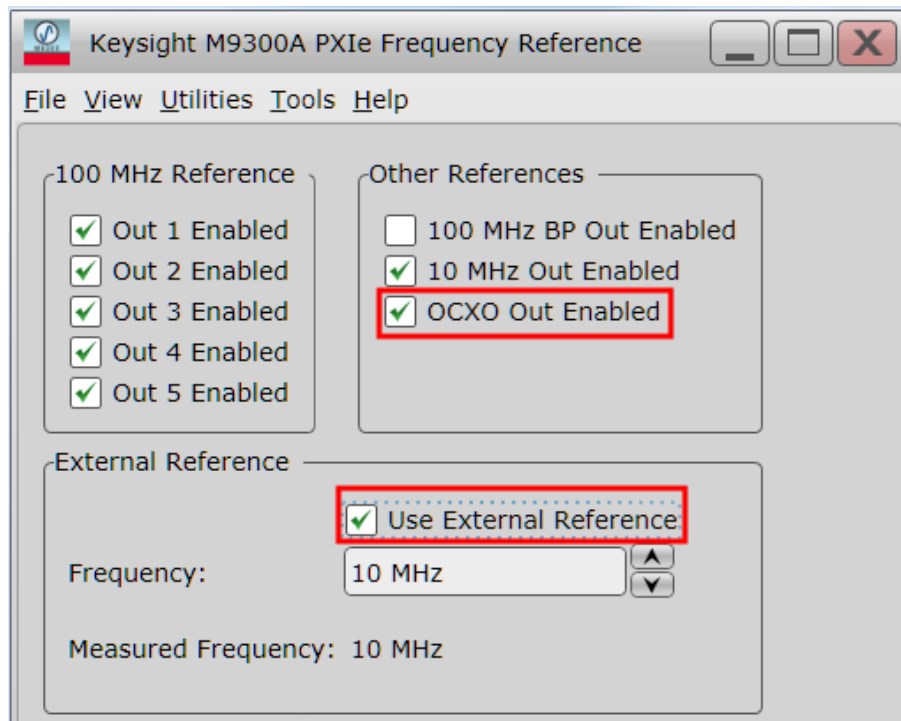 Keysight M9300A PXIe Frequency Reference
File View Utilities Tools Help
100 MHz Reference
Out 1 Enabled
Out 2 Enabled
Out 3 Enabled
Out 4 Enabled
Out 5 Enabled
Other References
100 MHz BP Out Enabled
10 MHz Out Enabled
OCXO Out Enabled
External Reference
Use External Reference
Frequency: 10 MHz
Measured Frequency: 10 MHz